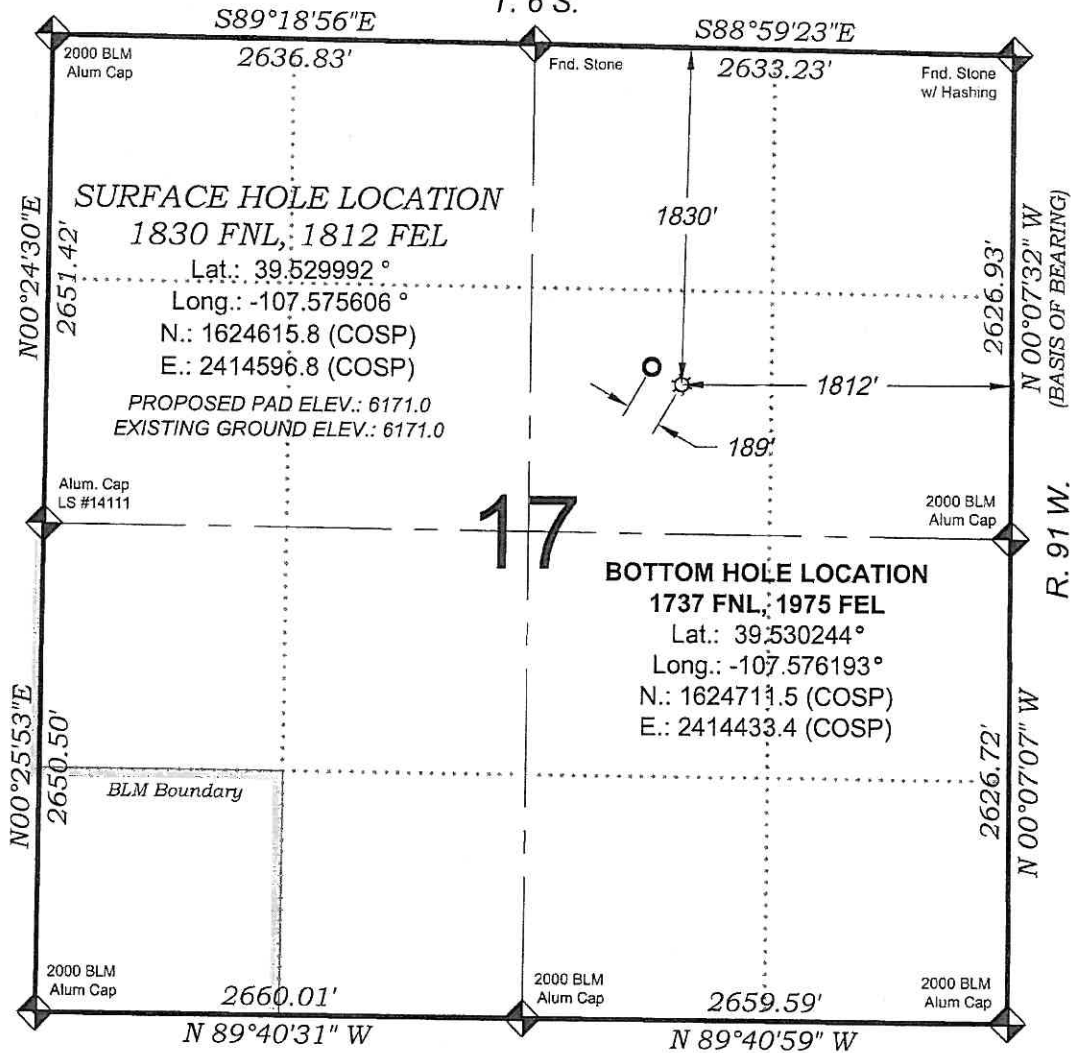 T. 6 S.
S89°18'56"E
S88°59'23"E
2000 BLM
Alum Cap
2636.83'
Fnd. Stone
2633.23'
Fnd. Stone
w/ Hashing
SURFACE HOLE LOCATION
1830 FNL, 1812 FEL
Lat.: 39.529992 °
Long.: -107.575606 °
N.: 1624615.8 (COSP)
E.: 2414596.8 (COSP)
PROPOSED PAD ELEV.: 6171.0
EXISTING GROUND ELEV.: 6171.0
N00°24'30"E
2651.42'
1830'
1812'
189'
2626.93'
N 00°07'32" W
(BASIS OF BEARING)
Alum. Cap
LS #14111
17
2000 BLM
Alum Cap
R. 91 W.
BOTTOM HOLE LOCATION
1737 FNL, 1975 FEL
Lat.: 39.530244°
Long.: -107.576193°
N.: 1624711.5 (COSP)
E.: 2414433.4 (COSP)
N00°25'53"E
2650.50'
BLM Boundary
2626.72'
N 00°07'07" W
2000 BLM
Alum Cap
2660.01'
N 89°40'31" W
2000 BLM
Alum Cap
2659.59'
N 89°40'59" W
2000 BLM
Alum Cap